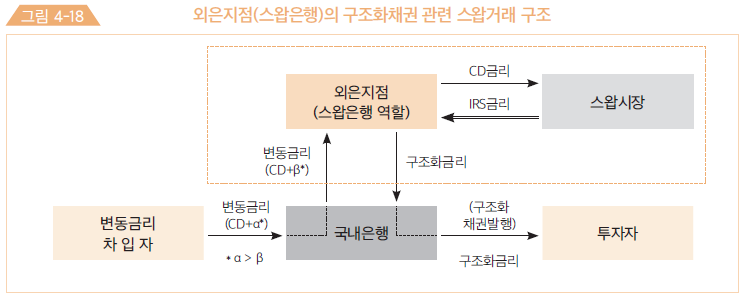 그림 4-18
외은지점(스왑은행)의 구조화채권 관련 스왑거래 구조
외은지점
(스왑은행 역할)
CD금리
IRS금리
스왑시장
변동금리
(CD+β*)
구조화금리
변동금리
차 입 자
변동금리
(CD+α*)
* α > β
국내은행
(구조화
채권발행)
구조화금리
투자자